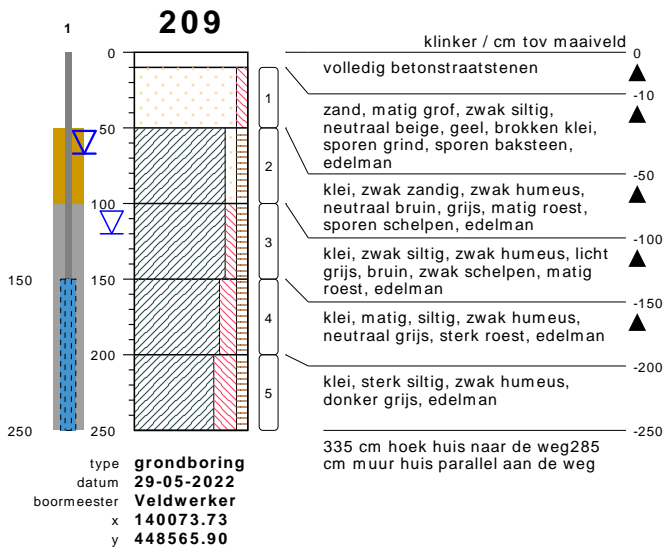 209
1
klinker / cm tov maaiveld
0
0
volledig betonstraatstenen
-10
1
zand, matig grof, zwak siltig,
neutraal beige, geel, brokken klei,
sporen grind, sporen baksteen,
edelman
50
-50
2
klei, zwak zandig, zwak humeus,
neutraal bruin, grijs, matig roest,
sporen schelpen, edelman
100
-100
3
klei, zwak siltig, zwak humeus, licht
grijs, bruin, zwak schelpen, matig
roest, edelman
150
150
-150
4
klei, matig, siltig, zwak humeus,
neutraal grijs, sterk roest, edelman
200
-200
5
klei, sterk siltig, zwak humeus,
donker grijs, edelman
250
250
-250
335 cm hoek huis naar de weg285
cm muur huis parallel aan de weg
type grondboring
datum 29-05-2022
boormeester Veldwerker
x 140073.73
y 448565.90